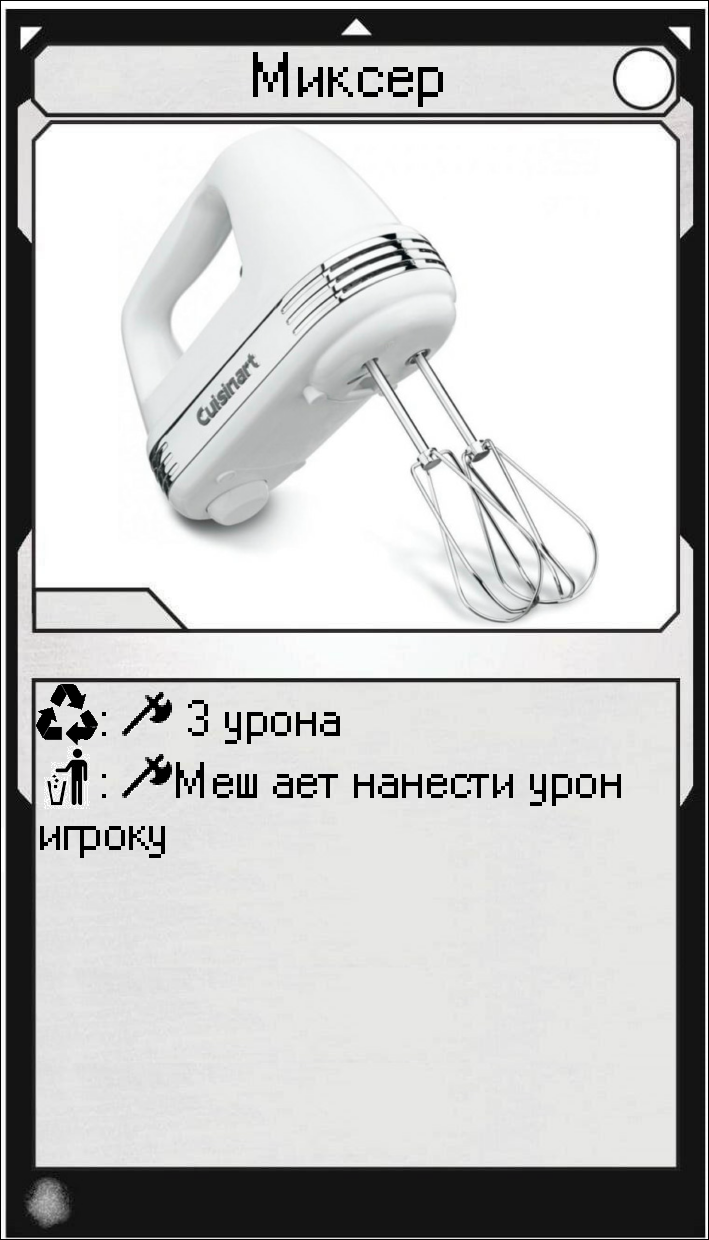 Миксер
Cuisinart
: 3 урона
: Меш ает нанести урон
игроку